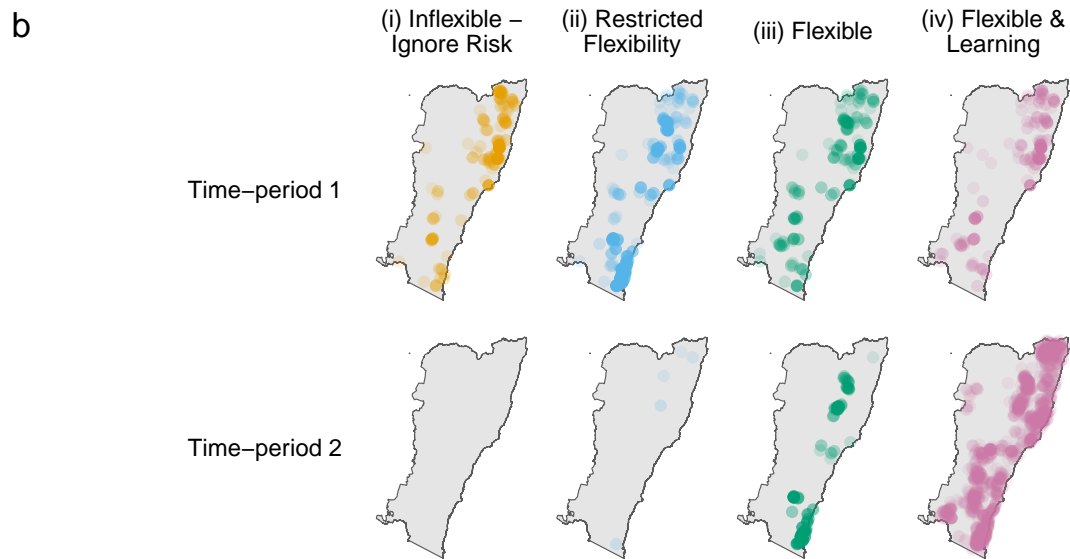 b
(i) Inflexible –
Ignore Risk
(ii) Restricted
Flexibility
(iii) Flexible
(iv) Flexible &
Learning
Time–period 1
Time–period 2